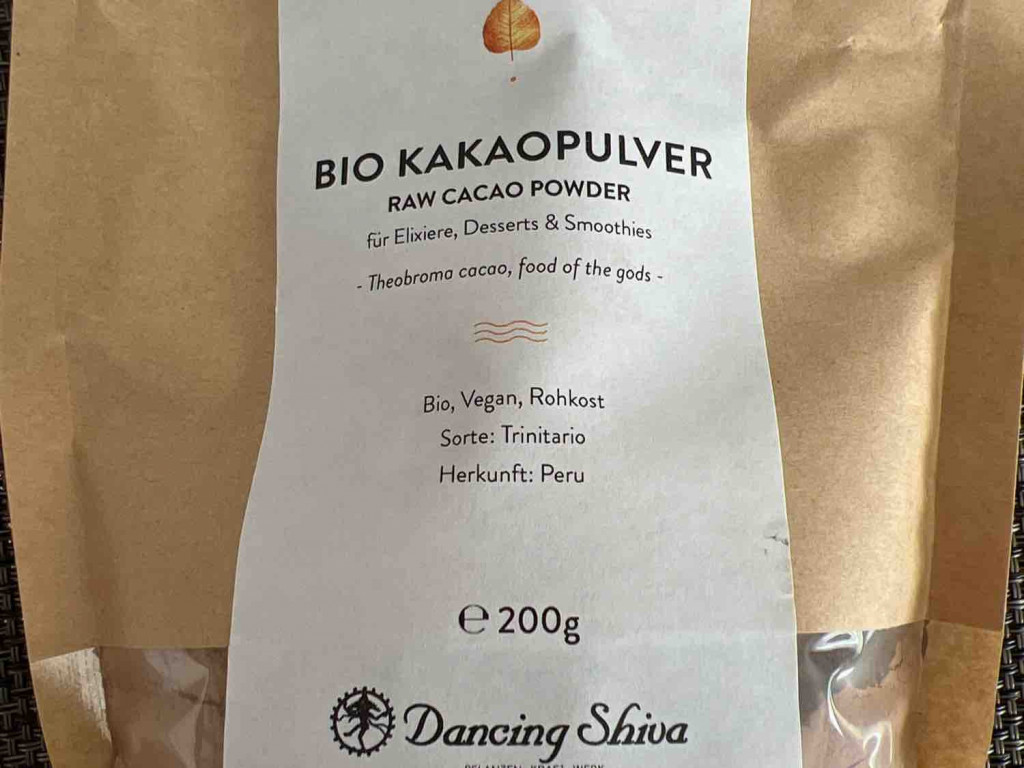 BIO KAKAOPULVER
RAW CACAO POWDER
für Elixiere, Desserts & Smoothies
- Theobroma cacao, food of the gods -
Bio, Vegan, Rohkost
Sorte: Trinitario
Herkunft: Peru
℮ 200g
Dancing Shiva